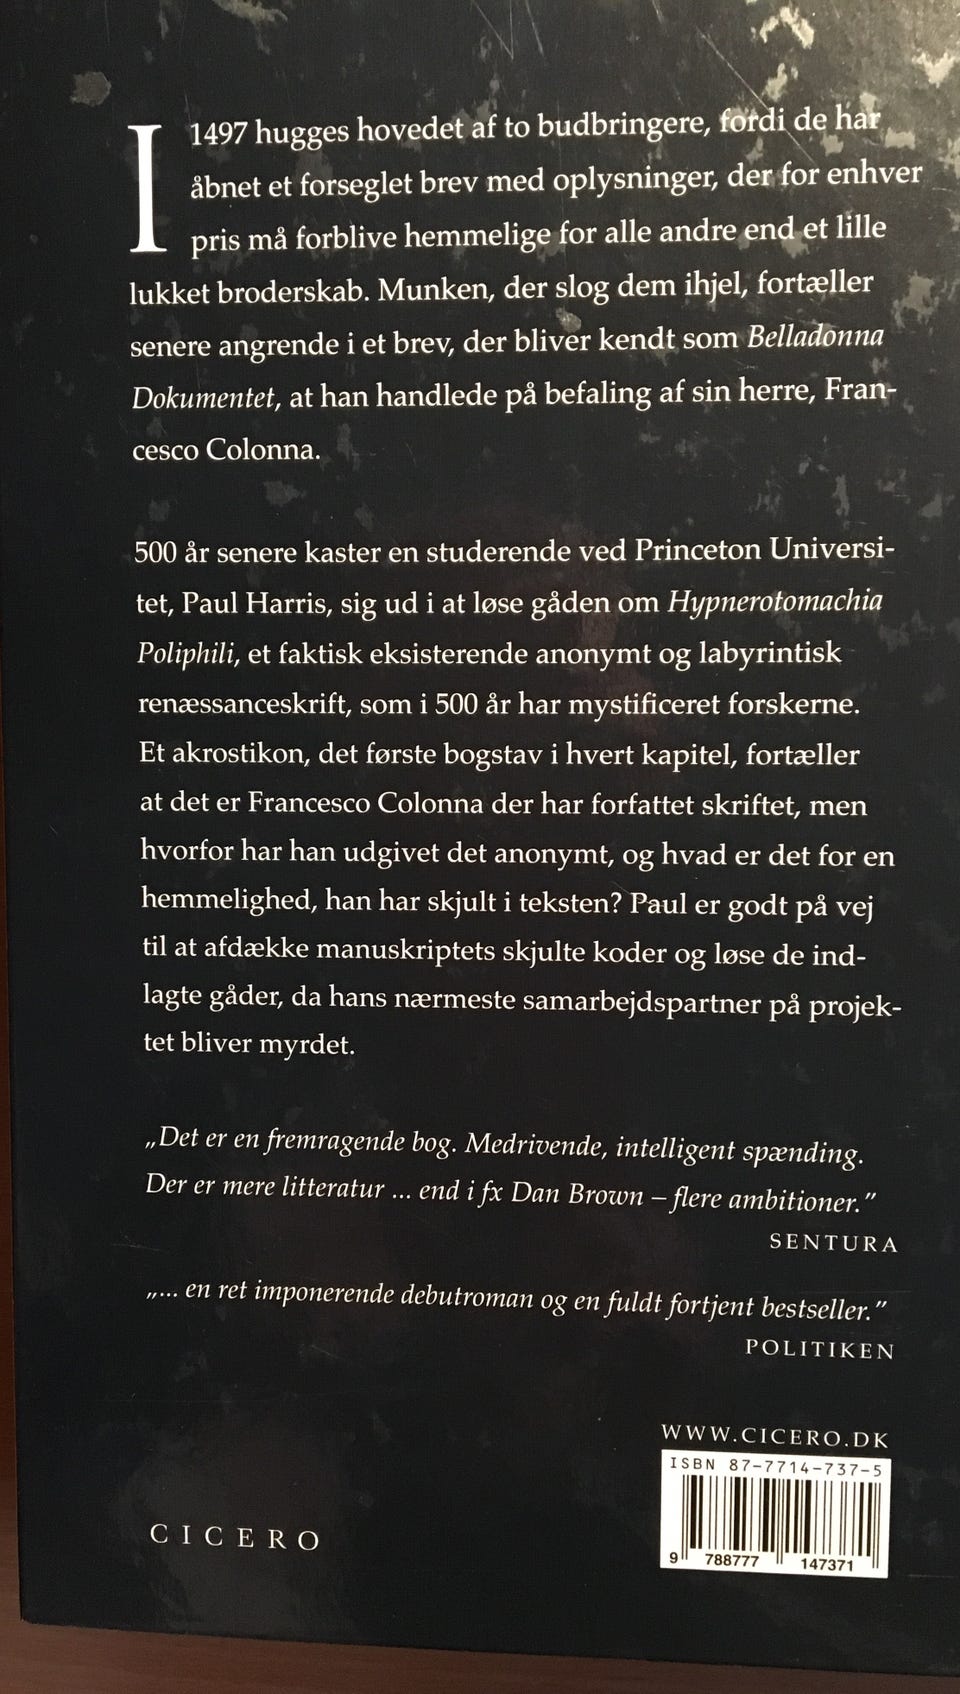 I 1497 hugges hovedet af to budbringere, fordi de har
åbnet et forseglet brev med oplysninger, der for enhver
pris må forblive hemmelige for alle andre end et lille
lukket broderskab. Munken, der slog dem ihjel, fortæller
senere angrende i et brev, der bliver kendt som Belladonna
Dokumentet, at han handlede på befaling af sin herre, Fran-
cesco Colonna.
500 år senere kaster en studerende ved Princeton Universi-
tet, Paul Harris, sig ud i at løse gåden om Hypnerotomachia
Poliphili, et faktisk eksisterende anonymt og labyrintisk
renæssanceskrift, som i 500 år har mystificeret forskerne.
Et akrostikon, det første bogstav i hvert kapitel, fortæller
at det er Francesco Colonna der har forfattet skriftet, men
hvorfor har han udgivet det anonymt, og hvad er det for en
hemmelighed, han har skjult i teksten? Paul er godt på vej
til at afdække manuskriptets skjulte koder og løse de ind-
lagte gåder, da hans nærmeste samarbejdspartner på projek-
tet bliver myrdet.
„Det er en fremragende bog. Medrivende, intelligent spænding.
Der er mere litteratur ... end i fx Dan Brown – flere ambitioner.”
SENTURA
„... en ret imponerende debutroman og en fuldt fortjent bestseller.”
POLITIKEN
WWW.CICERO.DK
ISBN 87-7714-737-5
9 788777 147371
CICERO